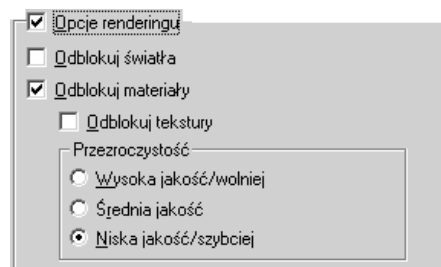 Opcje renderingu
Odblokuj światła
Odblokuj materiały
Odblokuj tekstury
Przezroczystość
Wysoka jakość/wolniej
Średnia jakość
Niska jakość/szybciej